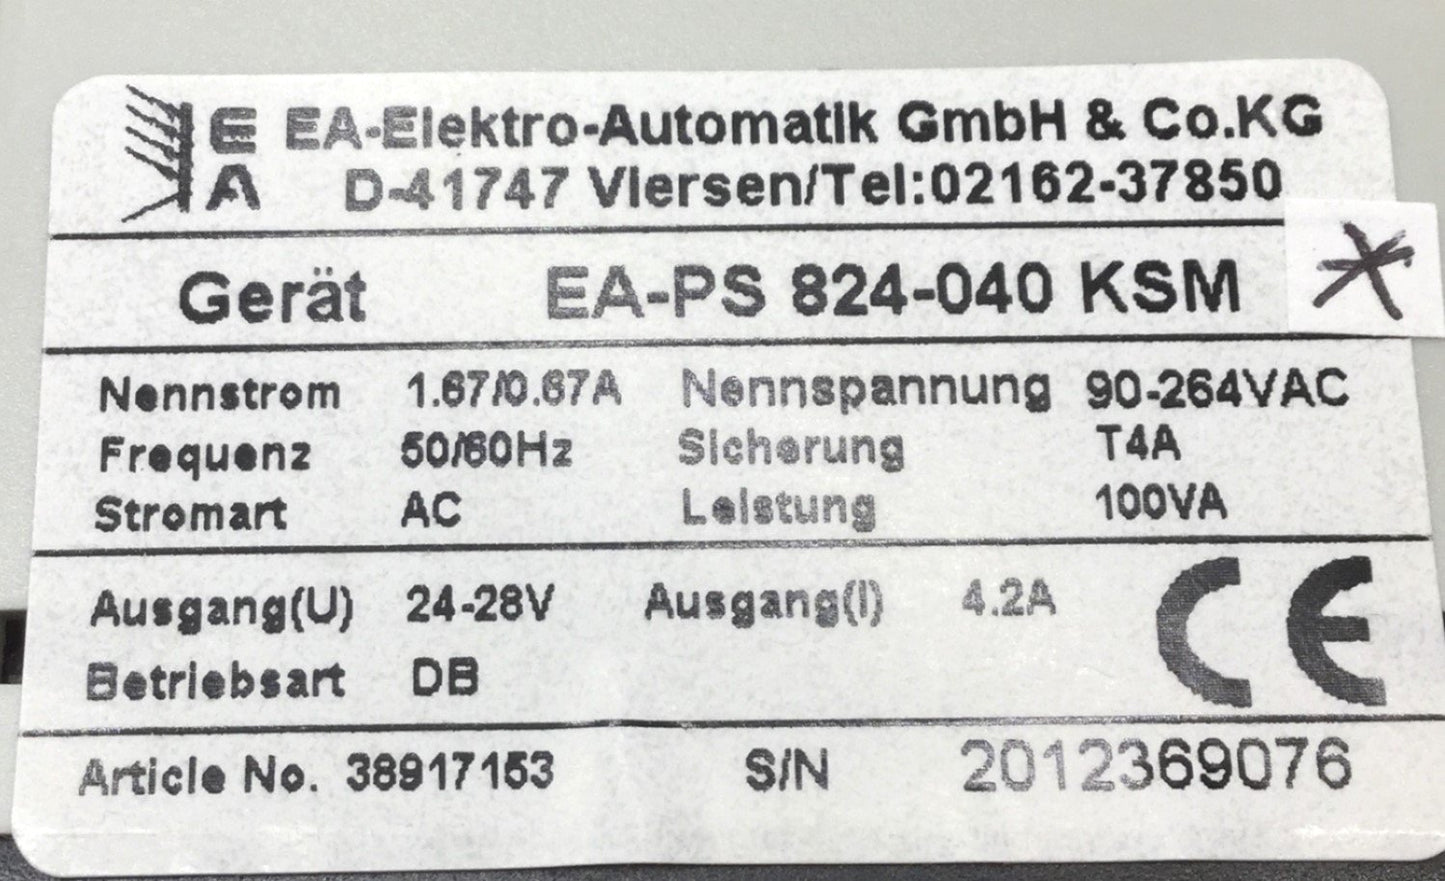 EA EA-Elektro-Automatik GmbH & Co.KG
D-41747 Viersen/Tel:02162-37850
Gerät EA-PS 824-040 KSM
Nennstrom 1.67/0.67A Nennspannung 90-264VAC
Frequenz 50/60Hz Sicherung T4A
Stromart AC Leistung 100VA
Ausgang(U) 24-28V Ausgang(I) 4.2A CE
Betriebsart DB
Article No. 38917153 S/N 2012369076